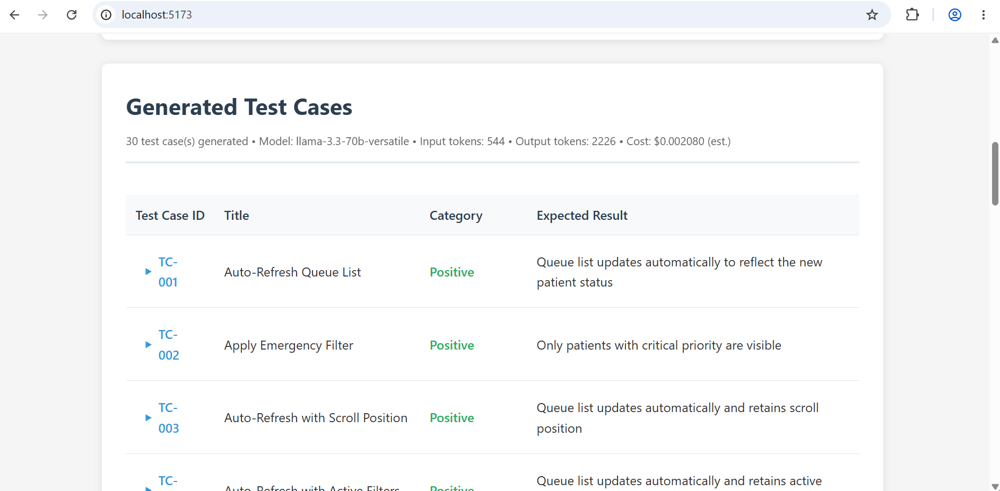 localhost:5173
Generated Test Cases
30 test case(s) generated • Model: llama-3.3-70b-versatile • Input tokens: 544 • Output tokens: 2226 • Cost: $0.002080 (est.)
Test Case ID Title Category Expected Result
TC-
001
Auto-Refresh Queue List
Positive
Queue list updates automatically to reflect the new
patient status
TC-
002
Apply Emergency Filter
Positive
Only patients with critical priority are visible
TC-
003
Auto-Refresh with Scroll Position
Positive
Queue list updates automatically and retains scroll
position
TC-
Auto-Refresh with Active Filters
Positive
Queue list updates automatically and retains active